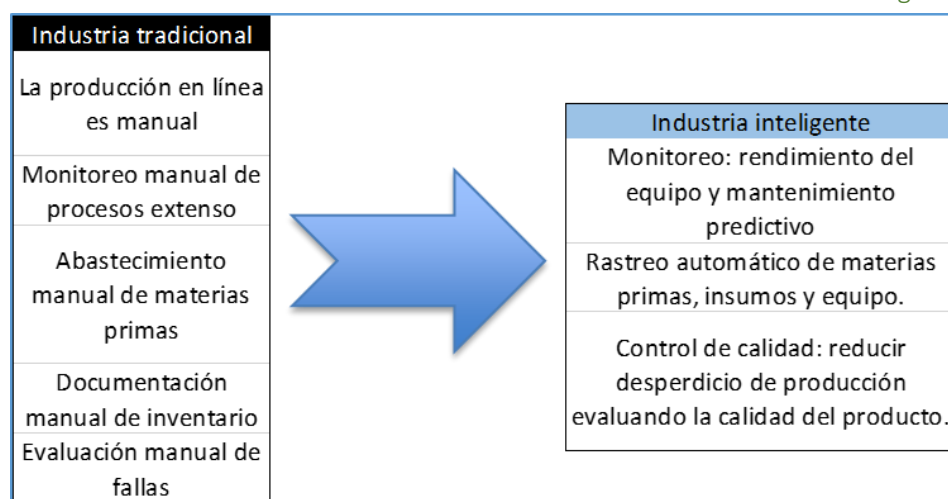 Industria tradicional
La producción en línea
es manual
Monitoreo manual de
procesos extenso
Abastecimiento
manual de materias
primas
Documentación
manual de inventario
Evaluación manual de
fallas
Industria inteligente
Monitoreo: rendimiento del
equipo y mantenimiento
predictivo
Rastreo automático de materias
primas, insumos y equipo.
Control de calidad: reducir
desperdicio de producción
evaluando la calidad del producto.